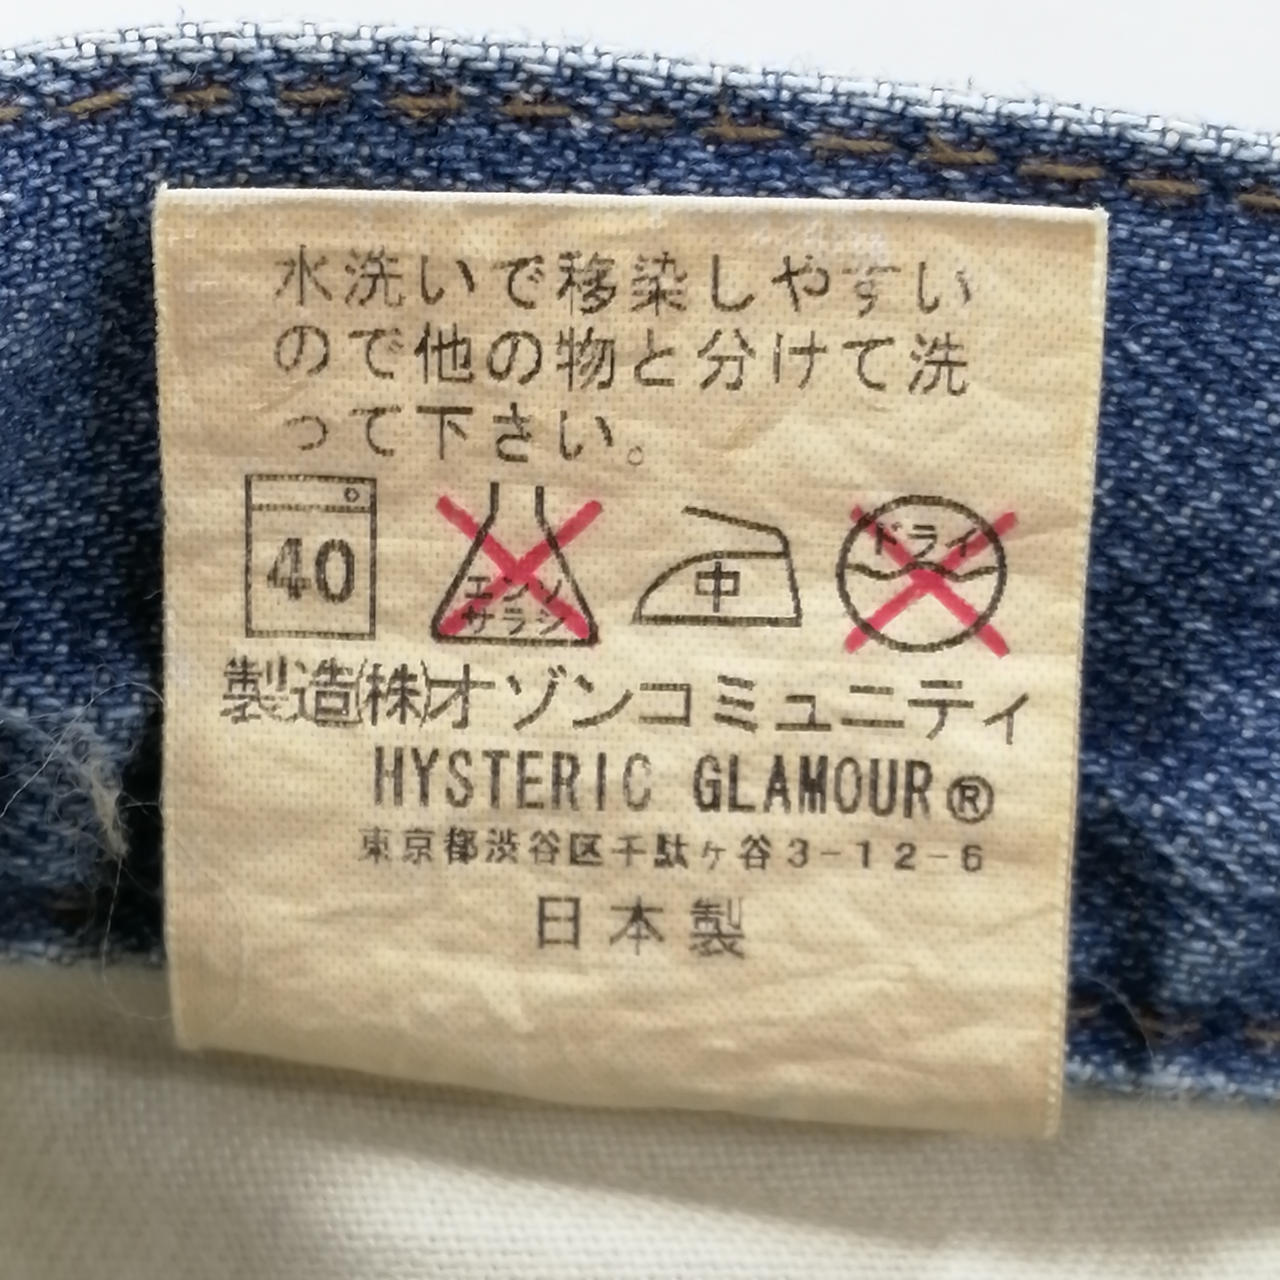 水洗いで移染しやすい
ので他の物と分けて洗
って下さい。
40 エンソ 中 ドライ
サラシ
製造㈱オゾンコミュニティ
HYSTERIC GLAMOUR®
東京都渋谷区千駄ヶ谷3-12-6
日本製